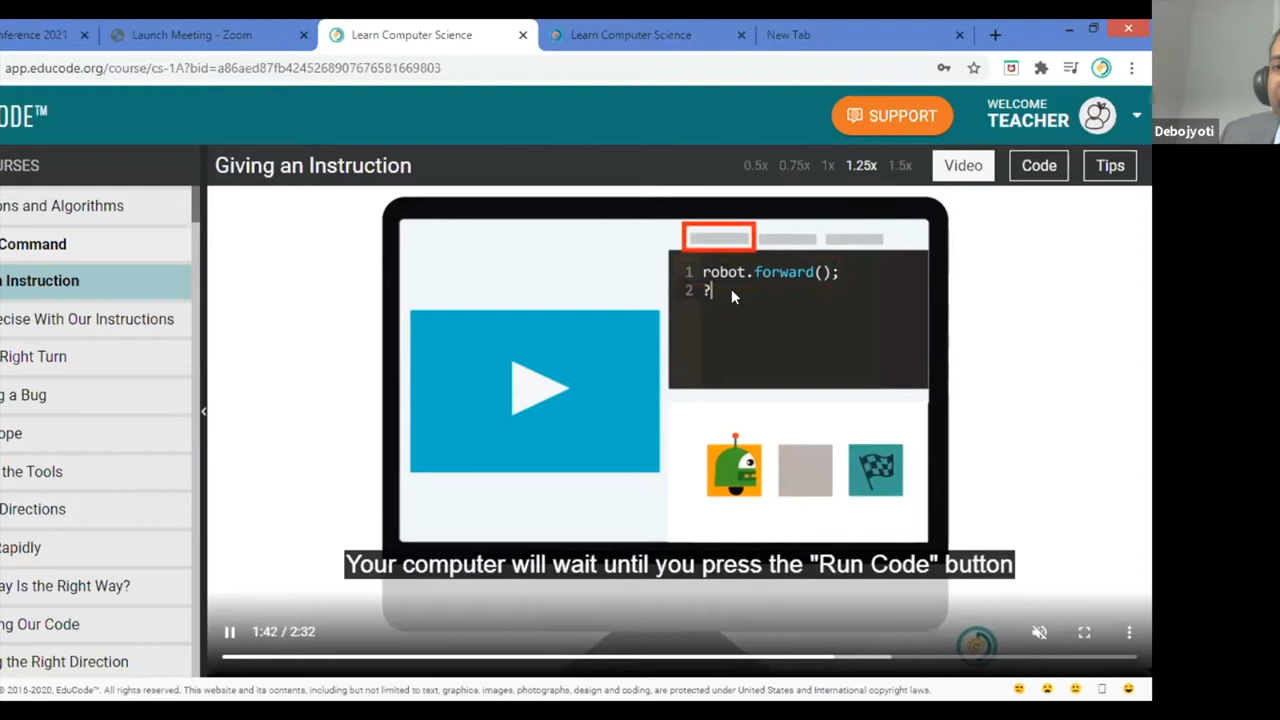 nference 2021
Launch Meeting - Zoom
Learn Computer Science
Learn Computer Science
New Tab
app.educode.org/course/cs-1A?bid=a86aed87fb4245268907676581669803
ODE™
SUPPORT
WELCOME
TEACHER
Debojyoti
URSES
Giving an Instruction
0.5x 0.75x 1x 1.25x 1.5x
Video
Code
Tips
ons and Algorithms
Command
n Instruction
ecise With Our Instructions
Right Turn
g a Bug
ope
the Tools
Directions
Rapidly
ay Is the Right Way?
ng Our Code
g the Right Direction
1 robot.forward();
2 ?
Your computer will wait until you press the "Run Code" button
1:42 / 2:32
© 2016-2020, EduCode™. All rights reserved. This website and its contents, including but not limited to text, graphics, images, photographs, design and coding, are protected under United States and International copyright laws.